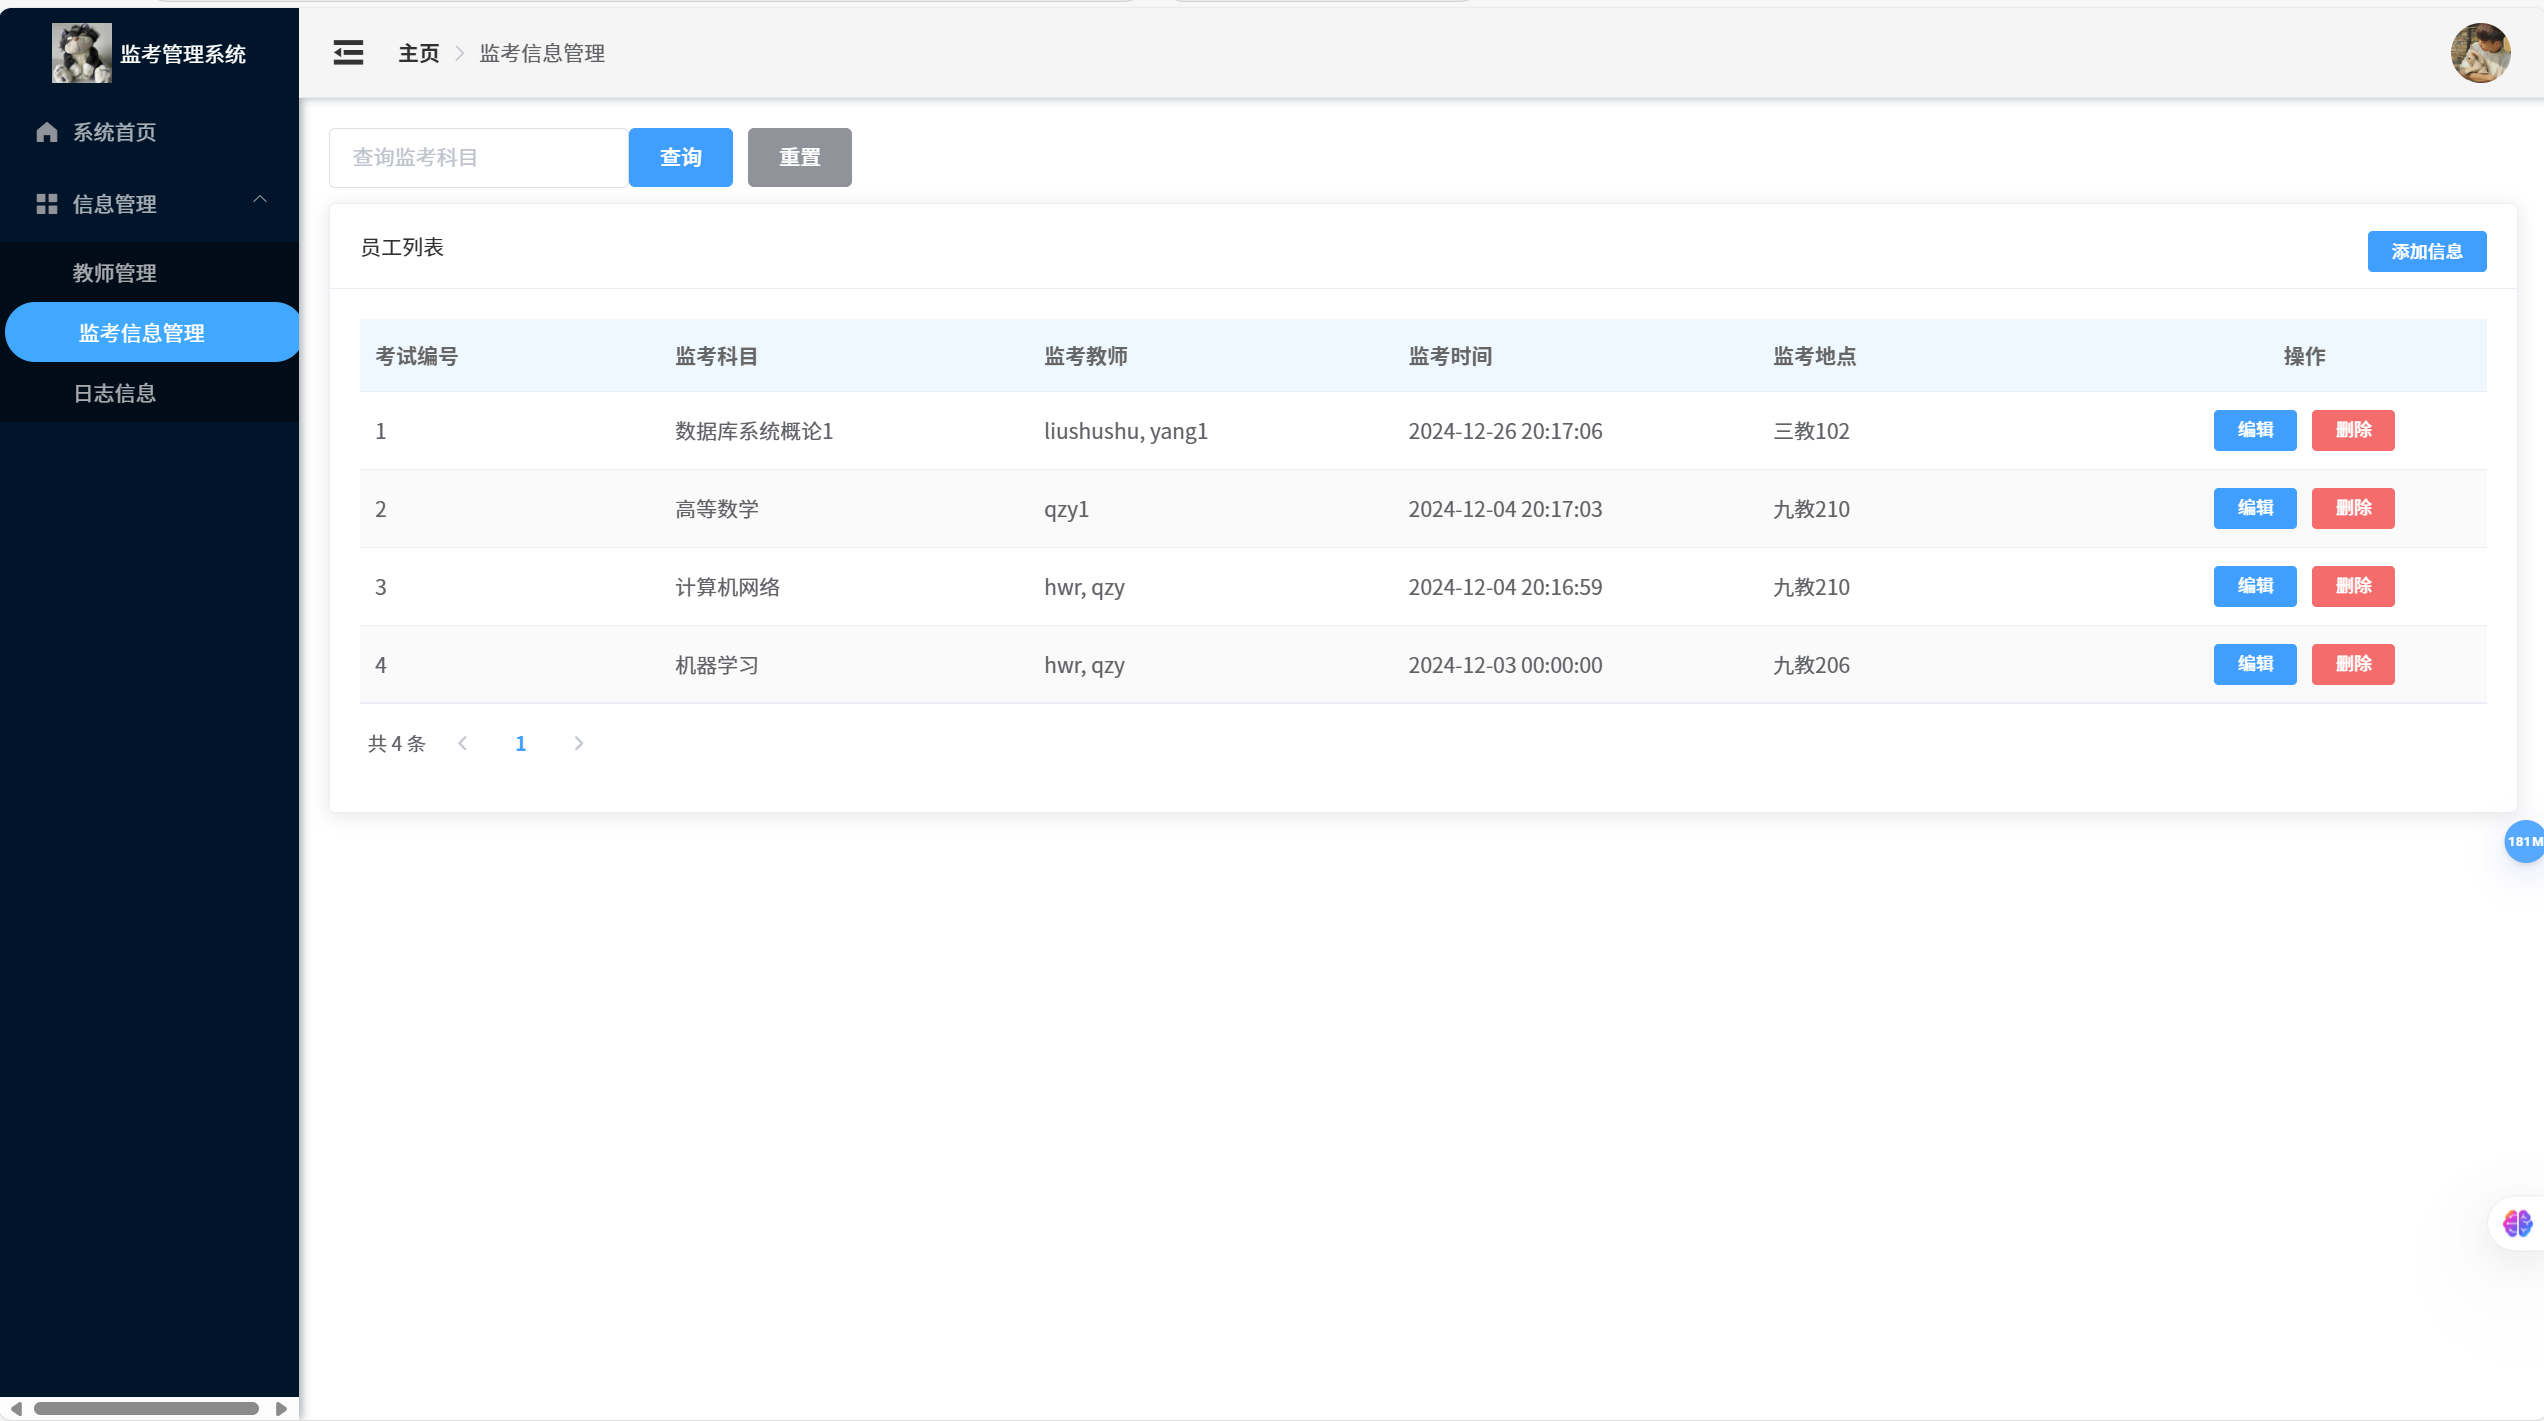 监考管理系统
主页 > 监考信息管理
系统首页
信息管理
教师管理
监考信息管理
日志信息
查询监考科目 查询 重置
员工列表 添加信息
考试编号 监考科目 监考教师 监考时间 监考地点 操作
1 数据库系统概论1 liushushu, yang1 2024-12-26 20:17:06 三教102 编辑 删除
2 高等数学 qzy1 2024-12-04 20:17:03 九教210 编辑 删除
3 计算机网络 hwr, qzy 2024-12-04 20:16:59 九教210 编辑 删除
4 机器学习 hwr, qzy 2024-12-03 00:00:00 九教206 编辑 删除
共 4 条 < 1 >
181M